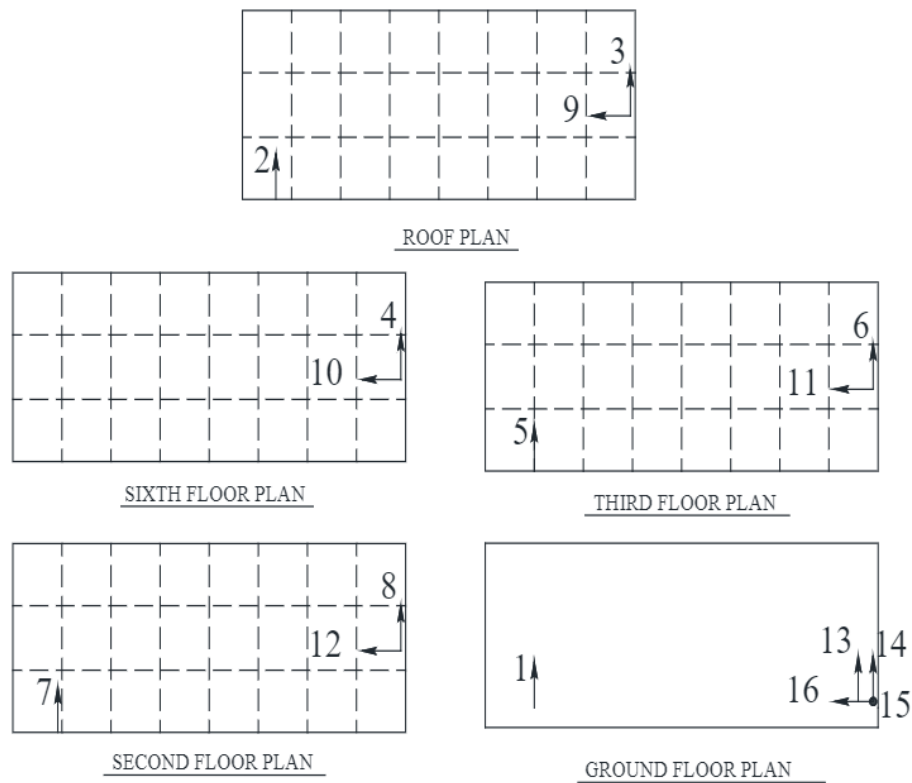 3
9
2
ROOF PLAN
4
10
6
11
5
SIXTH FLOOR PLAN
THIRD FLOOR PLAN
8
12
7
13 14
1
16 15
SECOND FLOOR PLAN
GROUND FLOOR PLAN